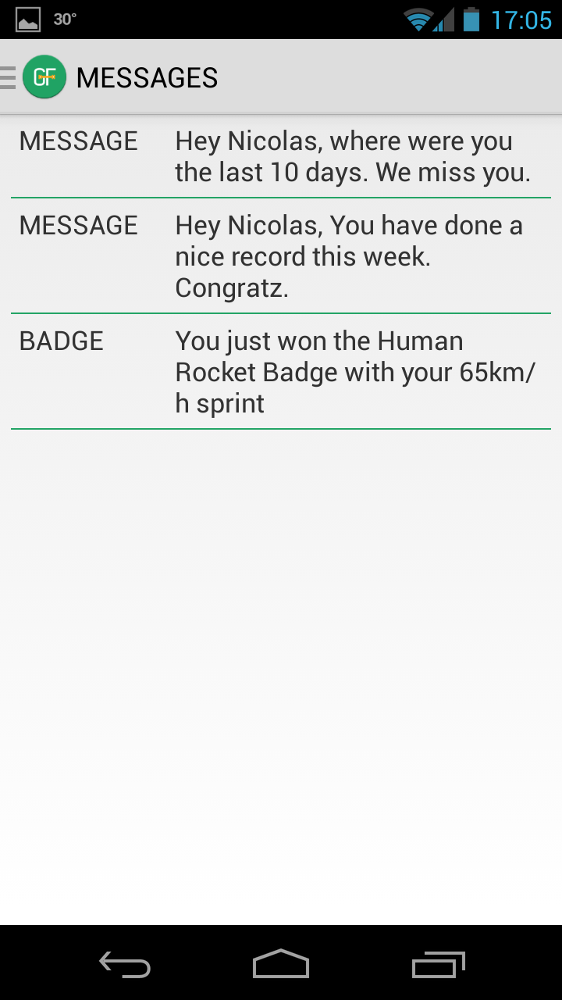 30° 17:05
GF MESSAGES
MESSAGE Hey Nicolas, where were you
the last 10 days. We miss you.
MESSAGE Hey Nicolas, You have done a
nice record this week.
Congratz.
BADGE You just won the Human
Rocket Badge with your 65km/
h sprint